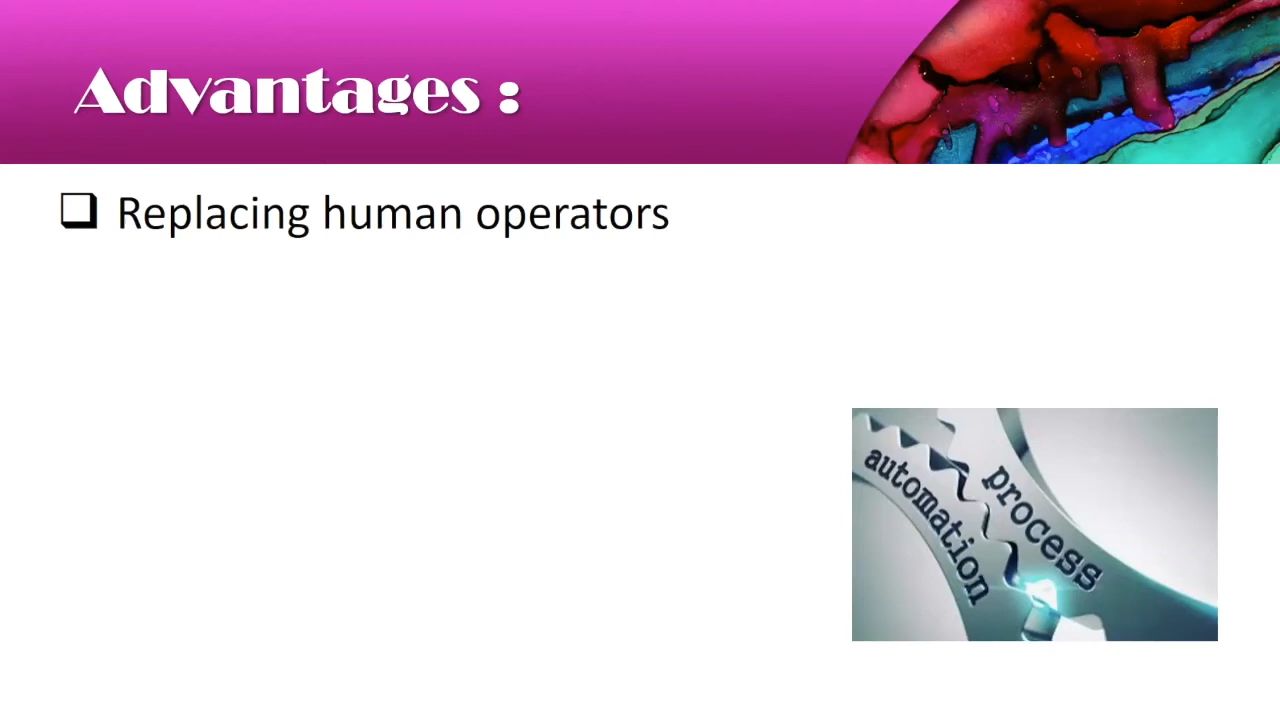 Advantages :
Replacing human operators
automation
process